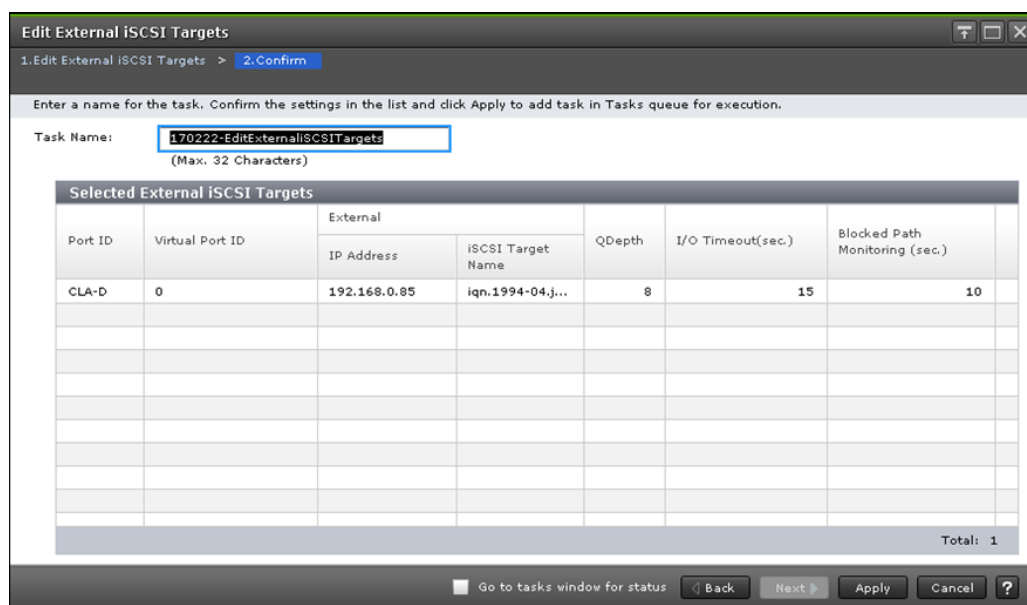 Edit External iSCSI Targets
1.Edit External iSCSI Targets > 2.Confirm
Enter a name for the task. Confirm the settings in the list and click Apply to add task in Tasks queue for execution.
Task Name: 170222-EditExternaliSCSITargets
(Max. 32 Characters)
Selected External iSCSI Targets
Port ID Virtual Port ID External QDepth I/O Timeout(sec.) Blocked Path Monitoring (sec.)
IP Address iSCSI Target Name
CLA-D 0 192.168.0.85 iqn.1994-04.j... 8 15 10
Total: 1
Go to tasks window for status Back Next Apply Cancel ?